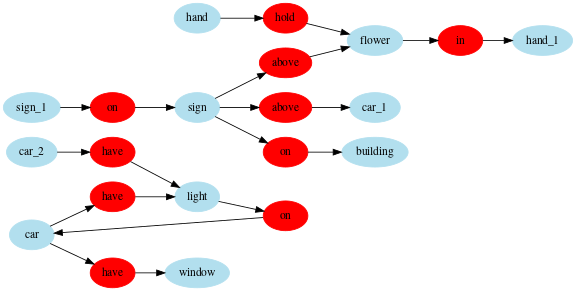 hand hold flower in hand_1
above
sign_1 on sign above car_1
car_2 have on building
have light on
car
have window